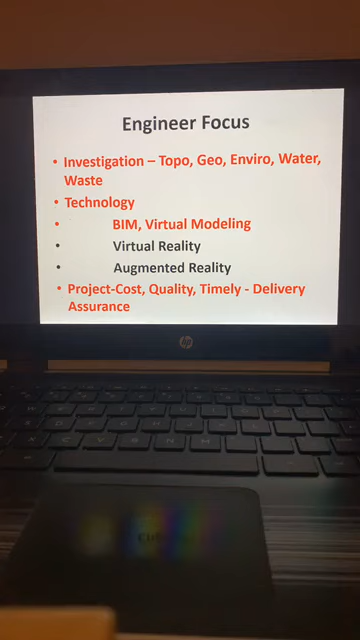 Engineer Focus
• Investigation – Topo, Geo, Enviro, Water,
Waste
• Technology
• BIM, Virtual Modeling
• Virtual Reality
• Augmented Reality
• Project-Cost, Quality, Timely - Delivery
Assurance
hp